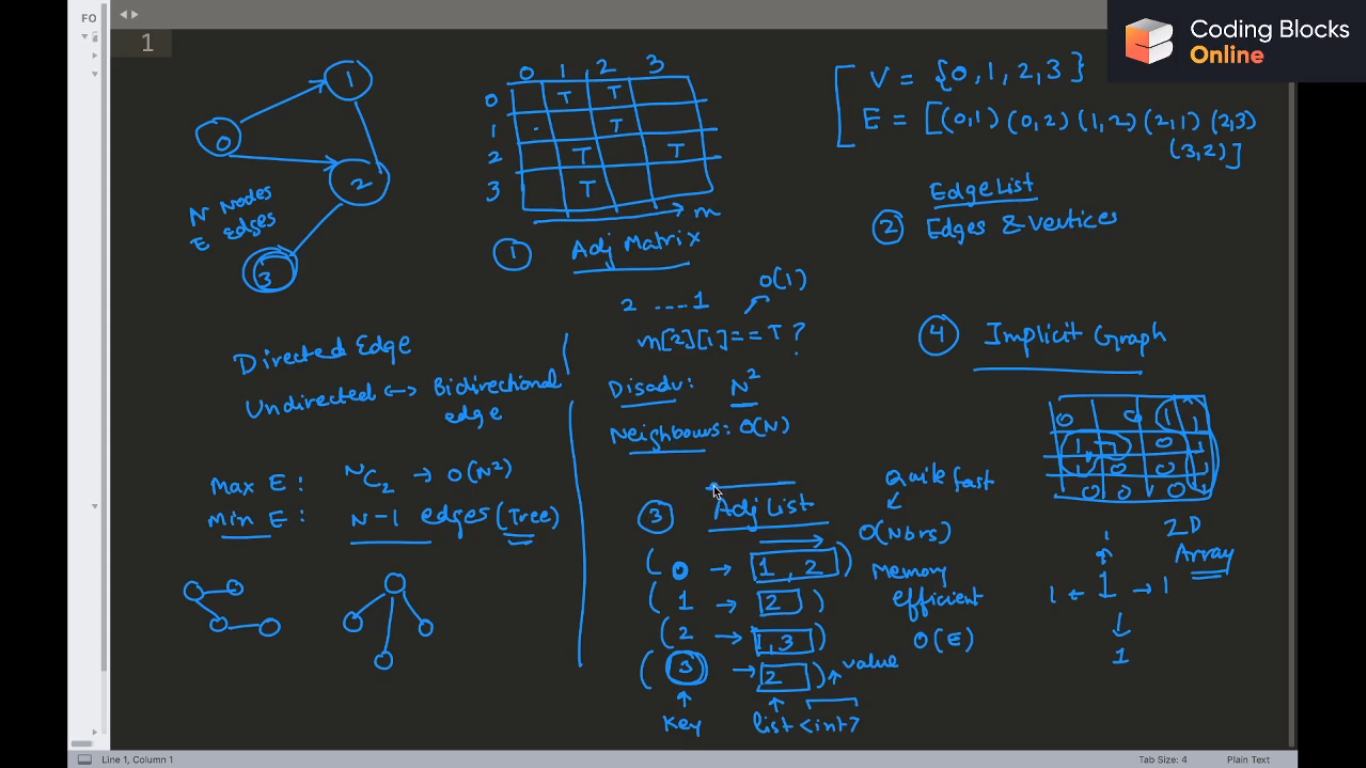 FO
1
Coding Blocks
Online
1
0
2
3
N Nodes
E edges
0 1 2 3
0 T T
1 . T
2 T T
3 T
m
① Adj Matrix
V = {0,1,2,3}
E = [(0,1) (0,2) (1,2) (2,1) (2,3)
(3,2)]
Edge List
② Edges & Vertices
2 ....1
O(1)
m[2][1]==T ?
Disadv: N²
Neighbours: O(N)
Directed Edge
Undirected ↔ Bidirectional
edge
Max E: ᴺC₂ → O(N²)
Min E: N-1 edges (Tree)
③ Adj List
Quite fast
O(Nbrs)
(0 → 1, 2)
(1 → 2)
(2 → 1,3)
(3 → 2)
Memory
efficient
O(E)
value
Key
list <int>
④ Implicit Graph
0 0 1 1
1 1 0 1
1 0 0 1
0 0 1 0
2D
Array
1
1 ← 1 → 1
1
Line 1, Column 1
Tab Size: 4
Plain Text